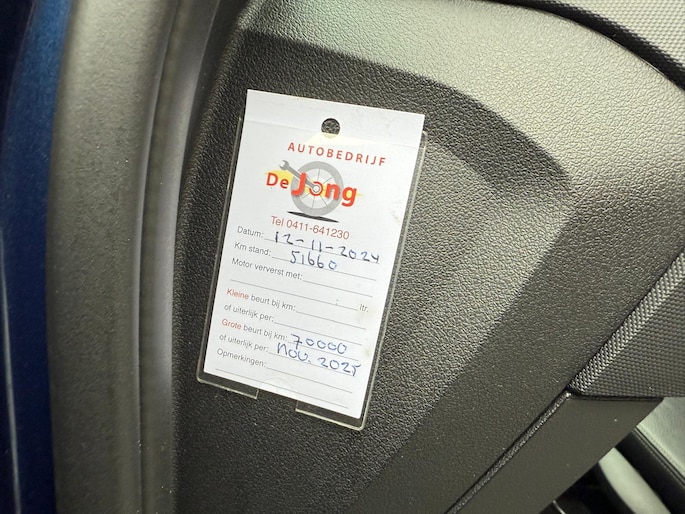 AUTOBEDRIJF
De Jong
Tel 0411-641230
Datum: 12-11-2024
Km stand: 51660
Motor ververst met:
: ltr.
Kleine beurt bij km:
of uiterlijk per:
Grote beurt bij km: 70000
of uiterlijk per: nov. 2025
Opmerkingen: